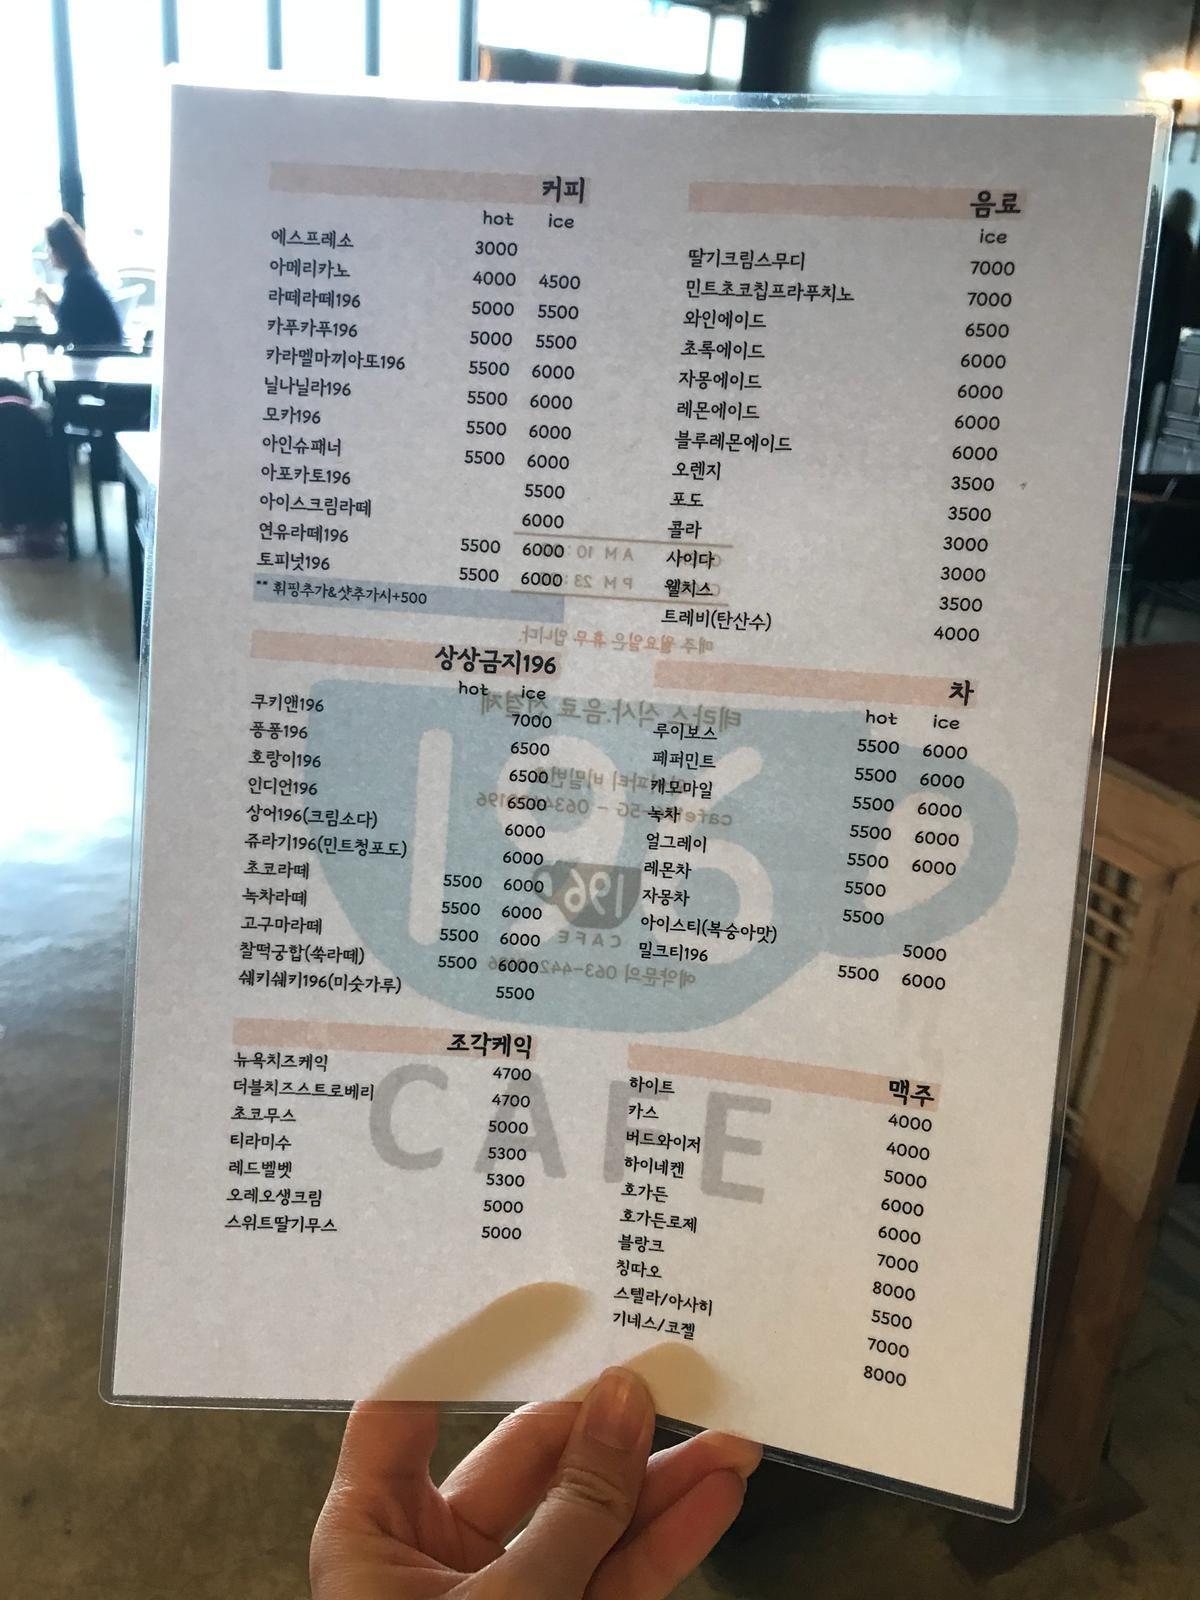 커피
hot ice
에스프레소 3000
아메리카노 4000 4500
라떼라떼196 5000 5500
카푸카푸196 5000 5500
카라멜마끼아또196 5500 6000
닐나닐라196 5500 6000
모카196 5500 6000
아인슈패너 5500 6000
아포카토196 5500
아이스크림라떼 6000
연유라떼196 5500 6000
토피넛196 5500 6000
** 휘핑추가&샷추가시+500
상상금지196
hot ice
쿠키앤196 7000
퐁퐁196 6500
호랑이196 6500
인디언196 6500
상어196(크림소다) 6000
쥬라기196(민트청포도) 6000
초코라떼 5500 6000
녹차라떼 5500 6000
고구마라떼 5500 6000
찰떡궁합(쑥라떼) 5500 6000
쉐키쉐키196(미숫가루) 5500
조각케익
뉴욕치즈케익 4700
더블치즈스트로베리 4700
초코무스 5000
티라미수 5300
레드벨벳 5300
오레오생크림 5000
스위트딸기무스 5000
음료
ice
딸기크림스무디 7000
민트초코칩프라푸치노 7000
와인에이드 6500
초록에이드 6000
자몽에이드 6000
레몬에이드 6000
블루레몬에이드 6000
오렌지 3500
포도 3500
콜라 3000
사이다 3000
웰치스 3500
트레비(탄산수) 4000
차
hot ice
루이보스 5500 6000
페퍼민트 5500 6000
캐모마일 5500 6000
녹차 5500 6000
얼그레이 5500 6000
레몬차 5500
자몽차 5500
아이스티(복숭아맛) 5000
밀크티196 5500 6000
맥주
하이트 4000
카스 4000
버드와이저 5000
하이네켄 6000
호가든 6000
호가든로제 7000
블랑크 8000
칭따오 5500
스텔라/아사히 7000
기네스/코젤 8000
196
CAFE
196
CAFE